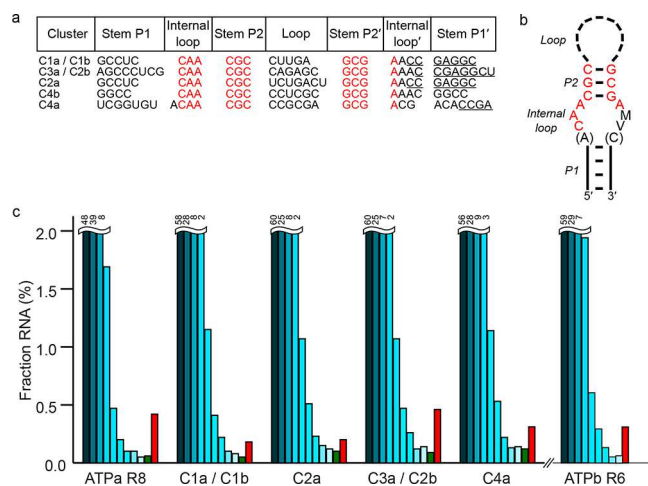 a
Cluster Stem P1 Internal loop Stem P2 Loop Stem P2′ Internal loop′ Stem P1′
C1a / C1b GCCUC CAA CGC CUUGA GCG AACC GAGGC
C3a / C2b AGCCCUCG CAA CGC CAGAGC GCG AAAC CGAGGCU
C2a GCCUC CAA CGC UCUGACU GCG AACC GAGGC
C4b GGCC CAA CGC CCUCGC GCG AAAC GGCC
C4a UCGGUGU ACAA CGC CCGCGA GCG ACG ACACCGA
b
Loop
C G
P2 G C
C G
A A
Internal loop A M
C V
(A) (C)
P1
5′ 3′
c
48 39 8
58 28 8 2
60 25 8 2
60 25 7 2
56 28 9 3
59 29 7
Fraction RNA (%)
2.0
1.5
1.0
0.5
0.0
ATPa R8 C1a / C1b C2a C3a / C2b C4a ATPb R6